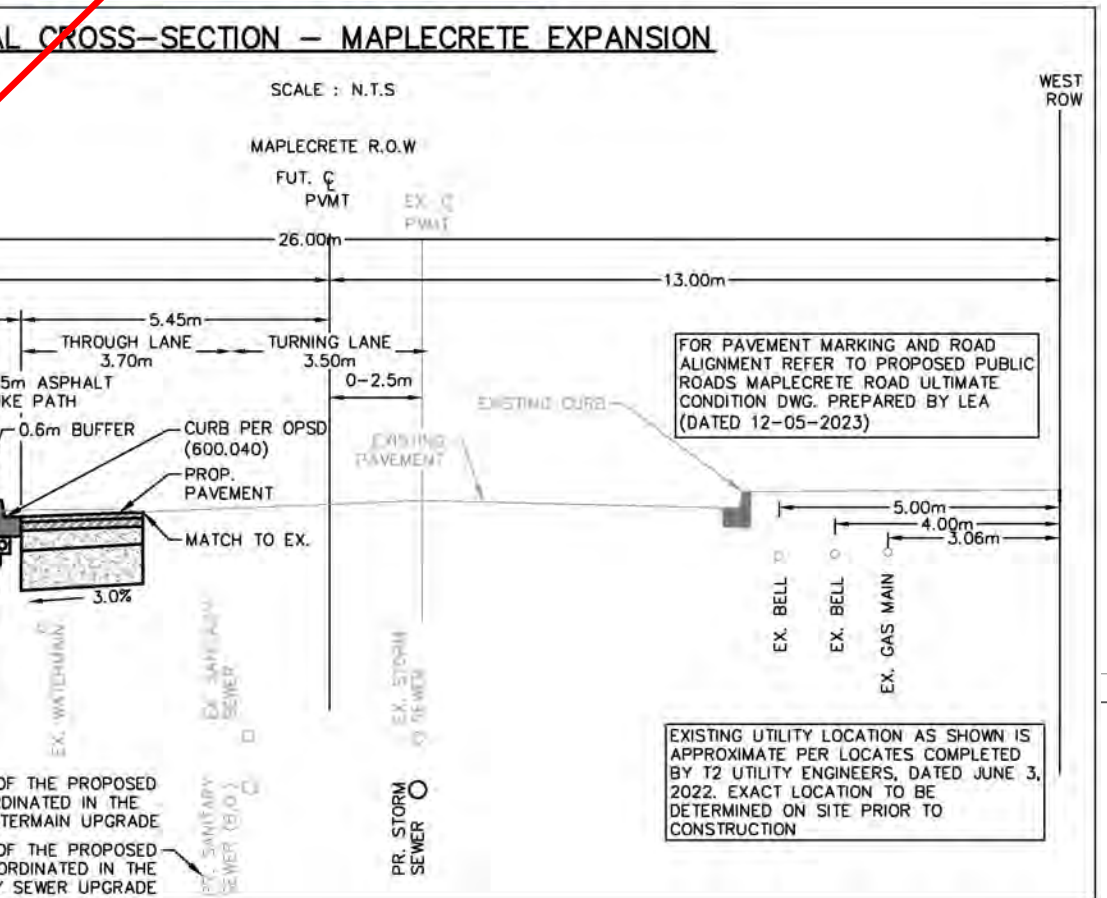 AL CROSS-SECTION - MAPLECRETE EXPANSION
SCALE : N.T.S
WEST
ROW
MAPLECRETE R.O.W
FUT. ℄
PVMT
EX. ℄
PVMT
26.00m
13.00m
5.45m
THROUGH LANE
3.70m
TURNING LANE
3.50m
0-2.5m
5m ASPHALT
KE PATH
0.6m BUFFER
CURB PER OPSD
(600.040)
PROP.
PAVEMENT
MATCH TO EX.
3.0%
EXISTING
PAVEMENT
EXISTING CURB
FOR PAVEMENT MARKING AND ROAD
ALIGNMENT REFER TO PROPOSED PUBLIC
ROADS MAPLECRETE ROAD ULTIMATE
CONDITION DWG. PREPARED BY LEA
(DATED 12-05-2023)
5.00m
4.00m
3.06m
EX. BELL
EX. BELL
EX. GAS MAIN
EX. WATERMAIN
EX SANITARY
SEWER
EX. STORM
SEWER
PR. SANITARY
SEWER (B/O)
PR. STORM
SEWER
OF THE PROPOSED
RDINATED IN THE
TERMAIN UPGRADE
OF THE PROPOSED
ORDINATED IN THE
Y SEWER UPGRADE
EXISTING UTILITY LOCATION AS SHOWN IS
APPROXIMATE PER LOCATES COMPLETED
BY T2 UTILITY ENGINEERS, DATED JUNE 3,
2022. EXACT LOCATION TO BE
DETERMINED ON SITE PRIOR TO
CONSTRUCTION